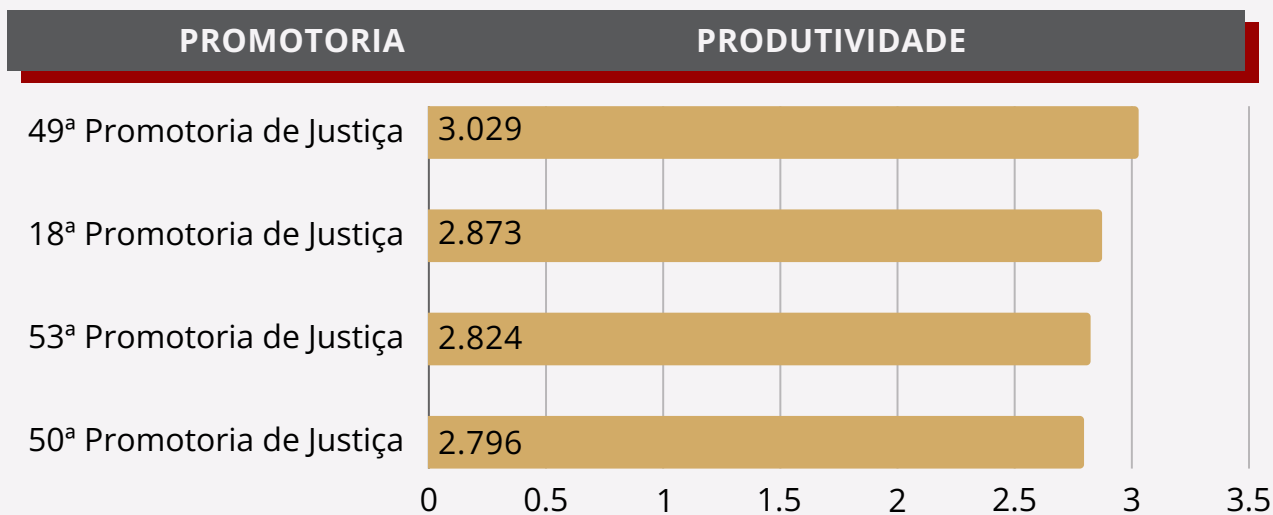 PROMOTORIA PRODUTIVIDADE
49ª Promotoria de Justiça 3.029
18ª Promotoria de Justiça 2.873
53ª Promotoria de Justiça 2.824
50ª Promotoria de Justiça 2.796
0 0.5 1 1.5 2 2.5 3 3.5